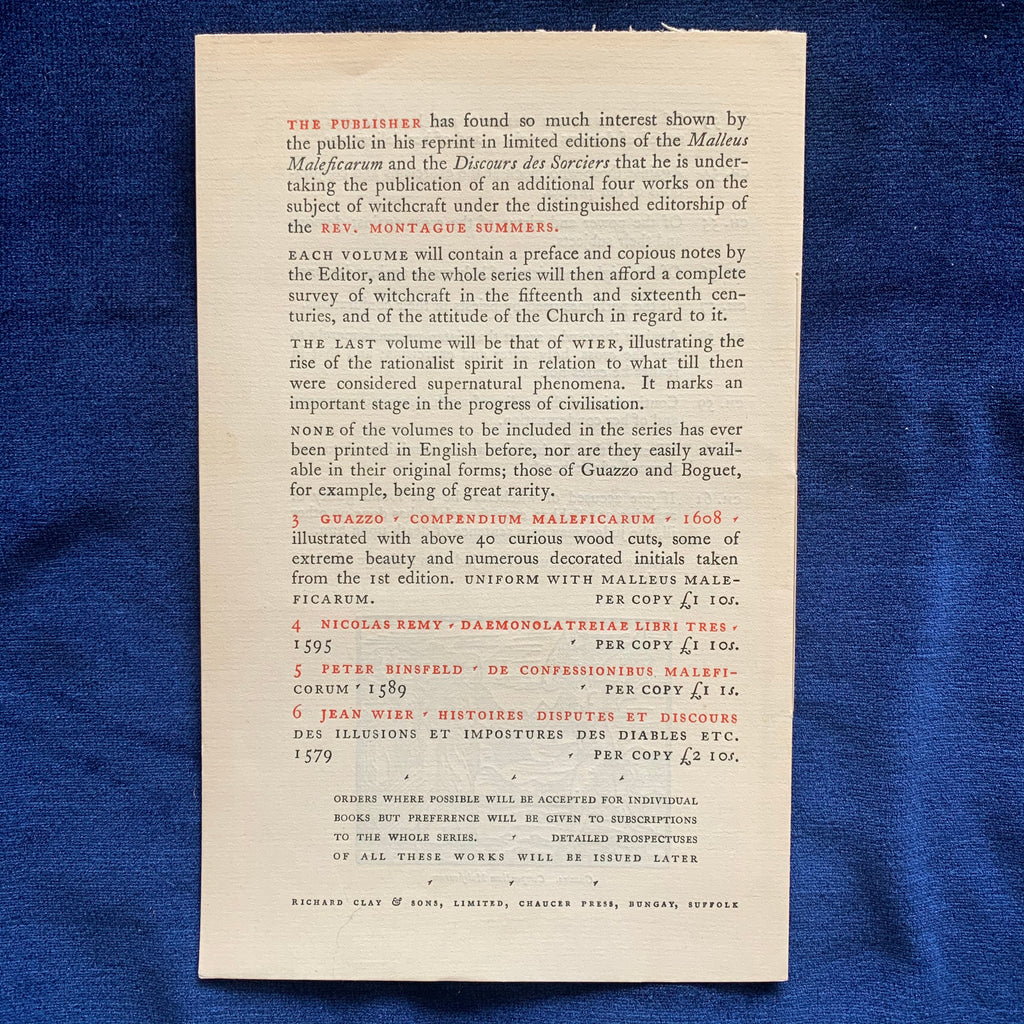 THE PUBLISHER has found so much interest shown by
the public in his reprint in limited editions of the Malleus
Maleficarum and the Discours des Sorciers that he is under-
taking the publication of an additional four works on the
subject of witchcraft under the distinguished editorship of
the REV. MONTAGUE SUMMERS.
EACH VOLUME will contain a preface and copious notes by
the Editor, and the whole series will then afford a complete
survey of witchcraft in the fifteenth and sixteenth cen-
turies, and of the attitude of the Church in regard to it.
THE LAST volume will be that of WIER, illustrating the
rise of the rationalist spirit in relation to what till then
were considered supernatural phenomena. It marks an
important stage in the progress of civilisation.
NONE of the volumes to be included in the series has ever
been printed in English before, nor are they easily avail-
able in their original forms; those of Guazzo and Boguet,
for example, being of great rarity.
3 GUAZZO · COMPENDIUM MALEFICARUM · 1608 ·
illustrated with above 40 curious wood cuts, some of
extreme beauty and numerous decorated initials taken
from the 1st edition. UNIFORM WITH MALLEUS MALE-
FICARUM. PER COPY £1 10s.
4 NICOLAS REMY · DAEMONOLATREIAE LIBRI TRES ·
1595 · PER COPY £1 10s.
5 PETER BINSFELD · DE CONFESSIONIBUS MALEFI-
CORUM · 1589 · PER COPY £1 1s.
6 JEAN WIER · HISTOIRES DISPUTES ET DISCOURS
DES ILLUSIONS ET IMPOSTURES DES DIABLES ETC.
1579 · PER COPY £2 10s.
ORDERS WHERE POSSIBLE WILL BE ACCEPTED FOR INDIVIDUAL
BOOKS BUT PREFERENCE WILL BE GIVEN TO SUBSCRIPTIONS
TO THE WHOLE SERIES. · DETAILED PROSPECTUSES
OF ALL THESE WORKS WILL BE ISSUED LATER
RICHARD CLAY & SONS, LIMITED, CHAUCER PRESS, BUNGAY, SUFFOLK